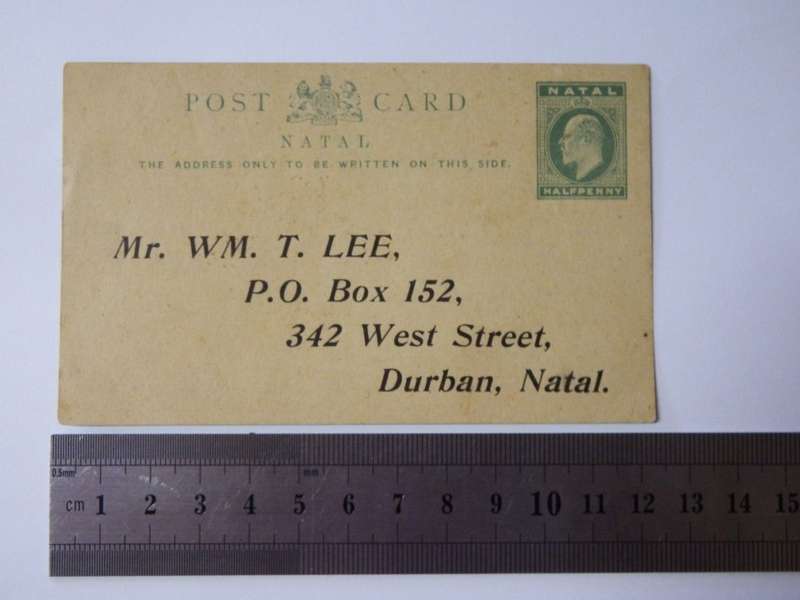 POST CARD
NATAL
THE ADDRESS ONLY TO BE WRITTEN ON THIS SIDE.
NATAL
HALFPENNY
Mr. WM. T. LEE,
P.O. Box 152,
342 West Street,
Durban, Natal.
0.5mm mm
cm 1 2 3 4 5 6 7 8 9 10 11 12 13 14 15